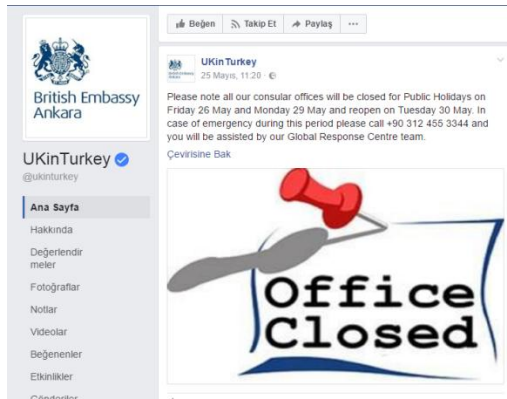 Beğen Takip Et Paylaş
British Embassy
Ankara
UKinTurkey
@ukinturkey
Ana Sayfa
Hakkında
Değerlendir
meler
Fotoğraflar
Notlar
Videolar
Beğenenler
Etkinlikler
Gönderiler
UKinTurkey
25 Mayıs, 11:20 ·
Please note all our consular offices will be closed for Public Holidays on
Friday 26 May and Monday 29 May and reopen on Tuesday 30 May. In
case of emergency during this period please call +90 312 455 3344 and
you will be assisted by our Global Response Centre team.
Çevirisine Bak
Office
Closed